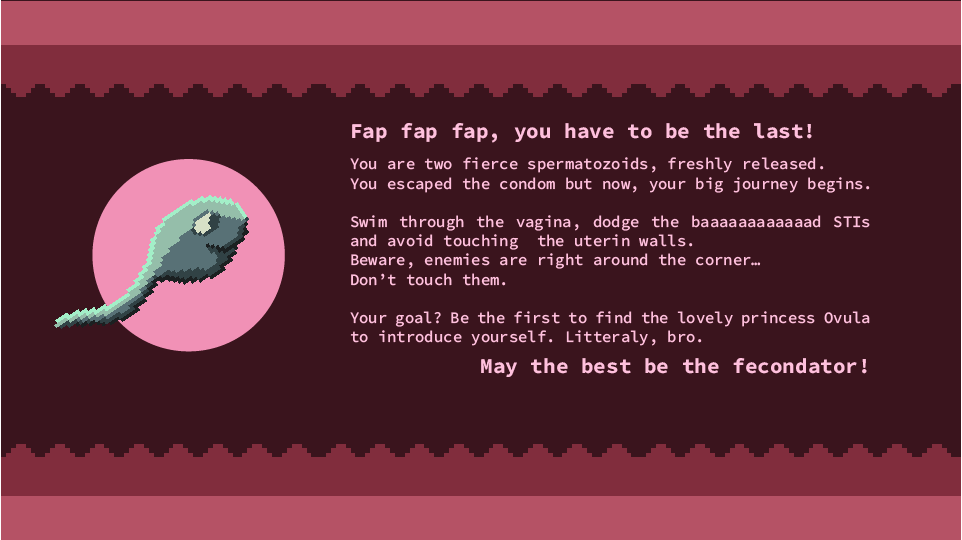 Fap fap fap, you have to be the last!
You are two fierce spermatozoids, freshly released.
You escaped the condom but now, your big journey begins.
Swim through the vagina, dodge the baaaaaaaaaaaad STIs
and avoid touching the uterin walls.
Beware, enemies are right around the corner…
Don’t touch them.
Your goal? Be the first to find the lovely princess Ovula
to introduce yourself. Litteraly, bro.
May the best be the fecondator!